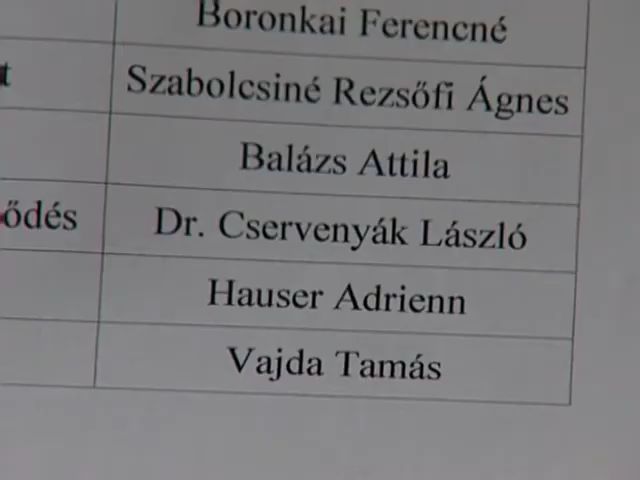 Boronkai Ferencné
t Szabolcsiné Rezsőfi Ágnes
Balázs Attila
ődés Dr. Cservenyák László
Hauser Adrienn
Vajda Tamás